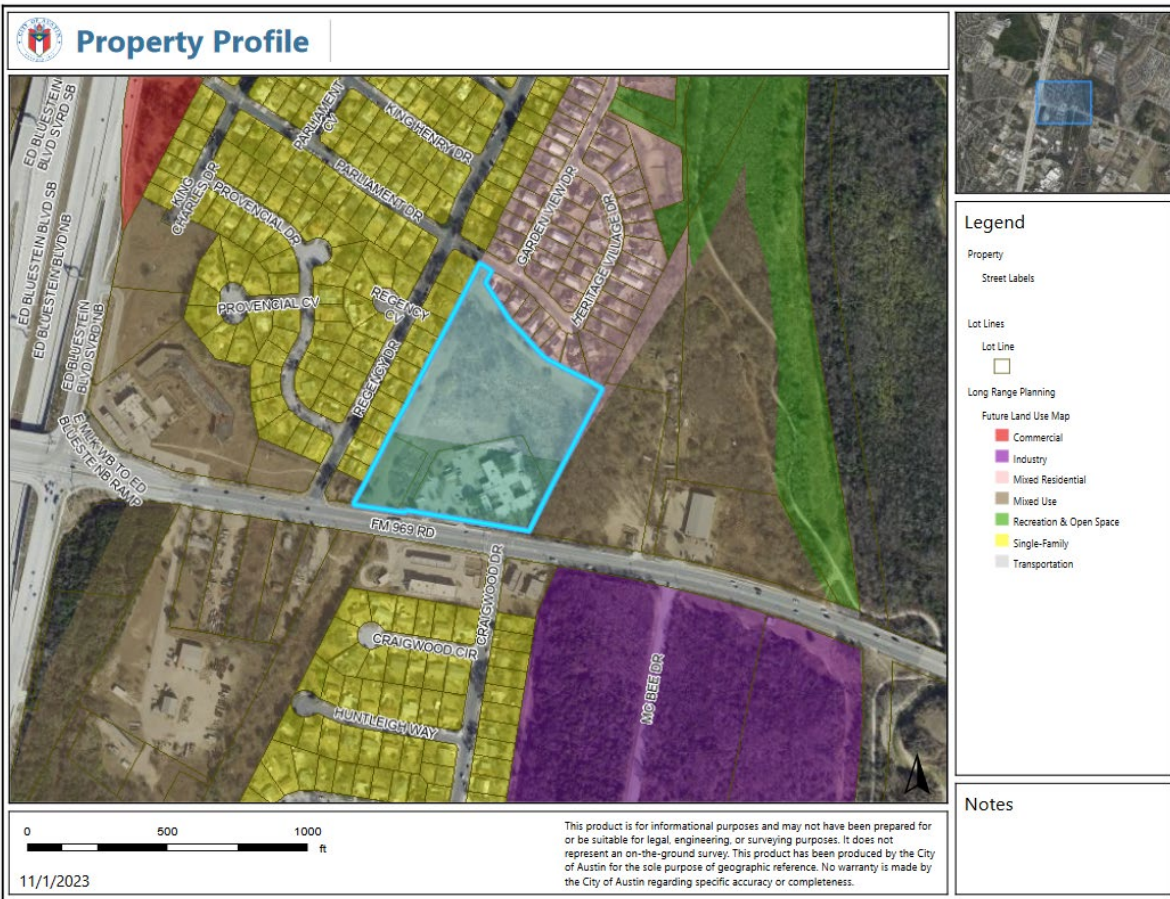 Property Profile
ED BLUESTEIN
BLVD SVRD SB
ED BLUESTEIN BLVD SB
ED BLUESTEIN BLVD NB
ED BLUESTEIN
BLVD SVRD NB
E MLK WB TO ED
KING
CHARLES DR
PROVENCIAL DR
PROVENCIAL CV
PARLIAMENT
CV
PARLIAMENT DR
KING HENRY DR
REGENCY
CV
REGENCY DR
GARDEN VIEW DR
HERITAGE VILLAGE DR
FM 969 RD
CRAIGWOOD DR
CRAIGWOOD CIR
HUNTLEIGH WAY
MC BEE DR
0 500 1000
ft
11/1/2023
This product is for informational purposes and may not have been prepared for
or be suitable for legal, engineering, or surveying purposes. It does not
represent an on-the-ground survey. This product has been produced by the City
of Austin for the sole purpose of geographic reference. No warranty is made by
the City of Austin regarding specific accuracy or completeness.
Legend
Property
Street Labels
Lot Lines
Lot Line
Long Range Planning
Future Land Use Map
Commercial
Industry
Mixed Residential
Mixed Use
Recreation & Open Space
Single-Family
Transportation
Notes